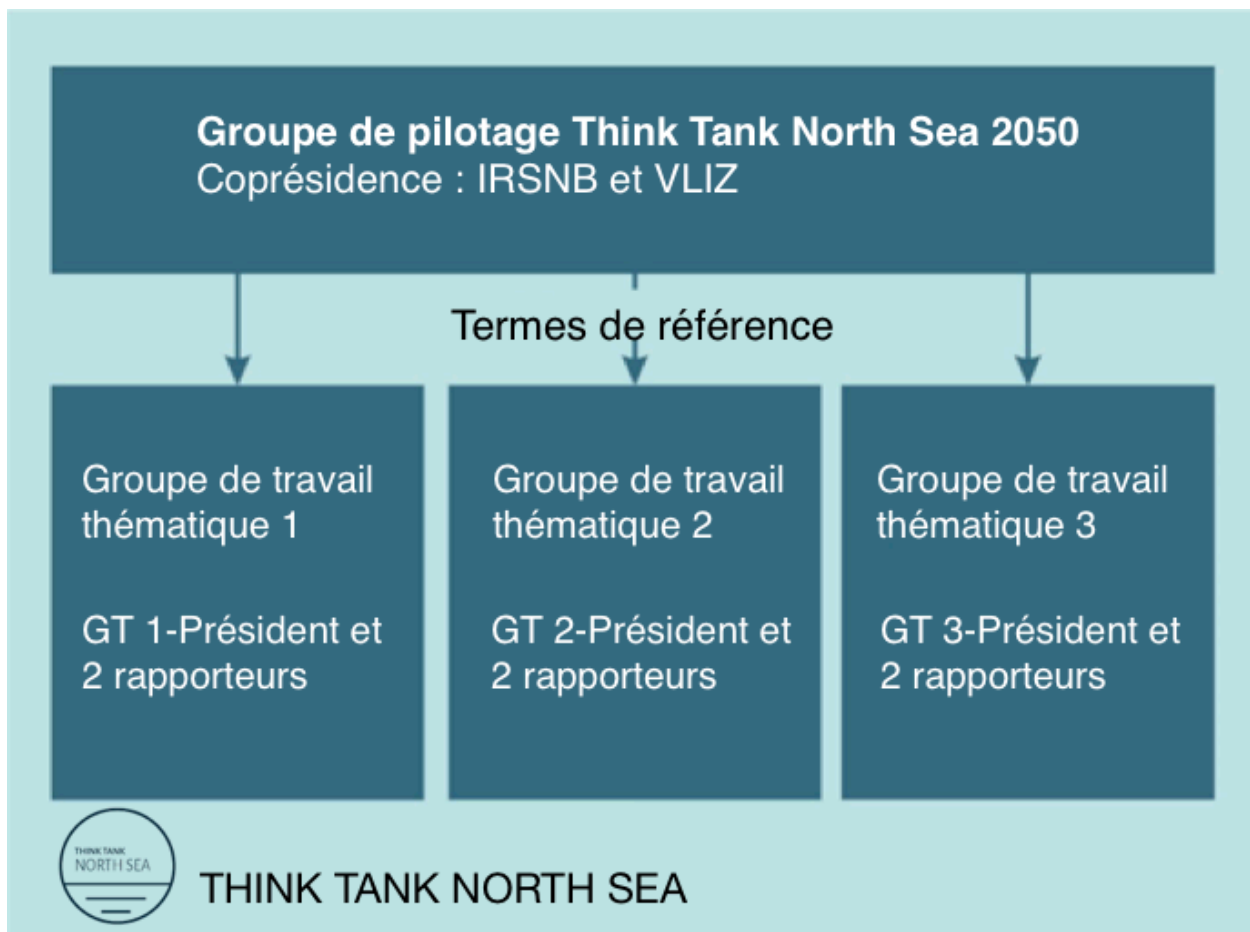 Groupe de pilotage Think Tank North Sea 2050
Coprésidence : IRSNB et VLIZ
Termes de référence
Groupe de travail
thématique 1
GT 1-Président et
2 rapporteurs
Groupe de travail
thématique 2
GT 2-Président et
2 rapporteurs
Groupe de travail
thématique 3
GT 3-Président et
2 rapporteurs
THINK TANK
NORTH SEA
THINK TANK NORTH SEA